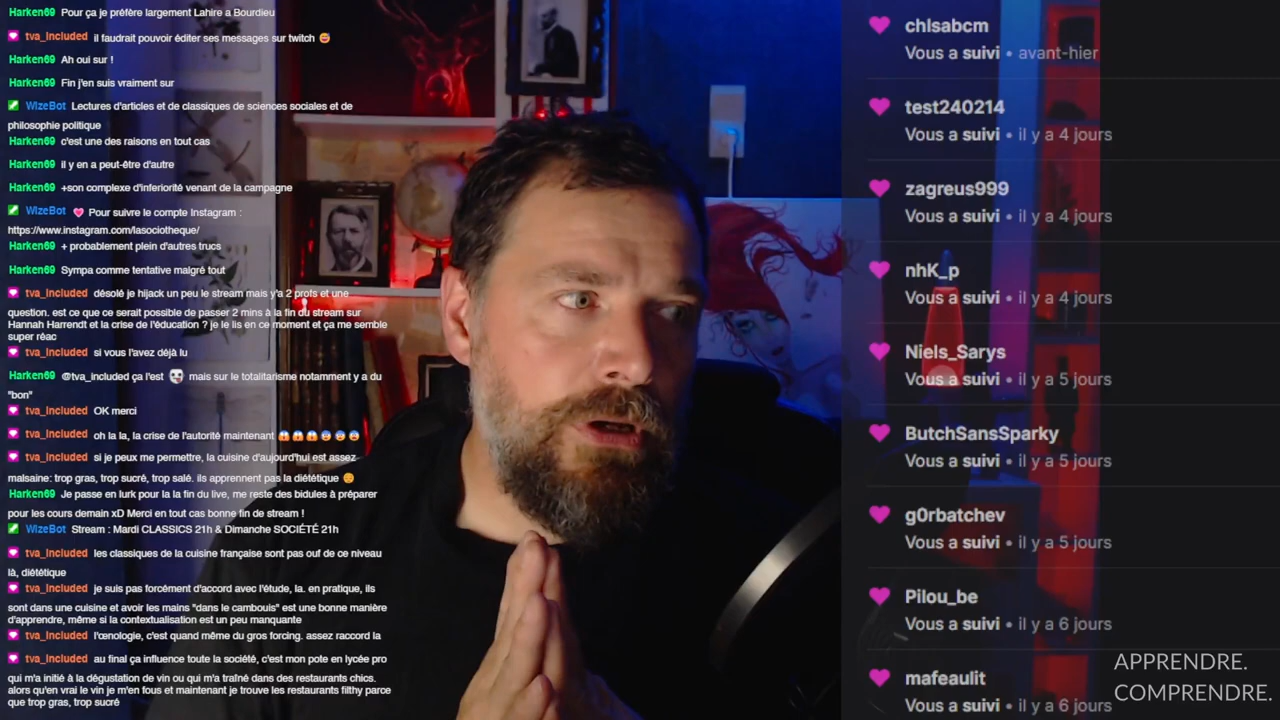 Harken69 Pour ça je préfère largement Lahire a Bourdieu
tva_included il faudrait pouvoir éditer ses messages sur twitch 😅
Harken69 Ah oui sur !
Harken69 Fin j'en suis vraiment sur
WizeBot Lectures d'articles et de classiques de sciences sociales et de
philosophie politique
Harken69 c'est une des raisons en tout cas
Harken69 il y en a peut-être d'autre
Harken69 +son complexe d'inferiorité venant de la campagne
WizeBot 💗 Pour suivre le compte Instagram :
https://www.instagram.com/lasociotheque/
Harken69 + probablement plein d'autres trucs
Harken69 Sympa comme tentative malgré tout
tva_included désolé je hijack un peu le stream mais y'a 2 profs et une
question. est ce que ce serait possible de passer 2 mins à la fin du stream sur
Hannah Harrendt et la crise de l'éducation ? je le lis en ce moment et ça me semble
super réac
tva_included si vous l'avez déjà lu
Harken69 @tva_included ça l'est mais sur le totalitarisme notamment y a du
"bon"
tva_included OK merci
tva_included oh la la, la crise de l'autorité maintenant 😱😱😱😨😨😨
tva_included si je peux me permettre, la cuisine d'aujourd'hui est assez
malsaine: trop gras, trop sucré, trop salé. ils apprennent pas la diététique
Harken69 Je passe en lurk pour la la fin du live, me reste des bidules à préparer
pour les cours demain xD Merci en tout cas bonne fin de stream !
WizeBot Stream : Mardi CLASSICS 21h & Dimanche SOCIÉTÉ 21h
tva_included les classiques de la cuisine française sont pas ouf de ce niveau
là, diététique
tva_included je suis pas forcément d'accord avec l'étude, la. en pratique, ils
sont dans une cuisine et avoir les mains "dans le cambouis" est une bonne manière
d'apprendre, même si la contextualisation est un peu manquante
tva_included l'œnologie, c'est quand même du gros forcing. assez raccord la
tva_included au final ça influence toute la société, c'est mon pote en lycée pro
qui m'a initié à la dégustation de vin ou qui m'a traîné dans des restaurants chics.
alors qu'en vrai le vin je m'en fous et maintenant je trouve les restaurants filthy parce
que trop gras, trop sucré
chlsabcm
Vous a suivi • avant-hier
test240214
Vous a suivi • il y a 4 jours
zagreus999
Vous a suivi • il y a 4 jours
nhK_p
Vous a suivi • il y a 4 jours
Niels_Sarys
Vous a suivi • il y a 5 jours
ButchSansSparky
Vous a suivi • il y a 5 jours
g0rbatchev
Vous a suivi • il y a 5 jours
Pilou_be
Vous a suivi • il y a 6 jours
mafeaulit
Vous a suivi • il y a 6 jours
APPRENDRE.
COMPRENDRE.